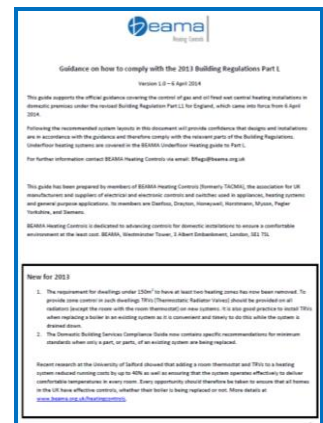 beama
Heating Controls
Guidance on how to comply with the 2013 Building Regulations Part L
Version 1.0 – 6 April 2014
This guide supports the official guidance covering the control of gas and oil fired wet central heating installations in
domestic premises under the revised Building Regulation Part L1 for England, which came into force from 6 April
2014.
Following the recommended system layouts in this document will provide confidence that designs and installations
are in accordance with the guidance and therefore comply with the relevant parts of the Building Regulations.
Underfloor heating systems are covered in the BEAMA Underfloor Heating guide to Part L.
For further information contact BEAMA Heating Controls via email: Bflags@beama.org.uk
This guide has been prepared by members of BEAMA Heating Controls (formerly TACMA), the association for UK
manufacturers and suppliers of electrical and electronic controls and switches used in appliances, heating systems
and general purpose applications. Its members are Danfoss, Drayton, Honeywell, Horstmann, Myson, Pegler
Yorkshire, and Siemens.
BEAMA Heating Controls is dedicated to advancing controls for domestic installations to ensure a comfortable
environment at the least cost. BEAMA, Westminster Tower, 3 Albert Embankment, London, SE1 7SL
New for 2013
1. The requirement for dwellings under 150m² to have at least two heating zones has now been removed. To
provide zone control in such dwellings TRVs (Thermostatic Radiator Valves) should be provided on all
radiators (except the room with the room thermostat) on new systems. It is also good practice to install TRVs
when replacing a boiler in an existing system as it is convenient and timely to do this while the system is
drained down.
2. The Domestic Building Services Compliance Guide now contains specific recommendations for minimum
standards when only a part, or parts, of an existing system are being replaced.
Recent research at the University of Salford showed that adding a room thermostat and TRVs to a heating
system reduced running costs by up to 40% as well as ensuring that the system operates effectively to deliver
comfortable temperatures in every room. Every opportunity should therefore be taken to ensure that all homes
in the UK have effective controls, whether their boiler is being replaced or not. More details at
www.beama.org.uk/heatingcontrols.